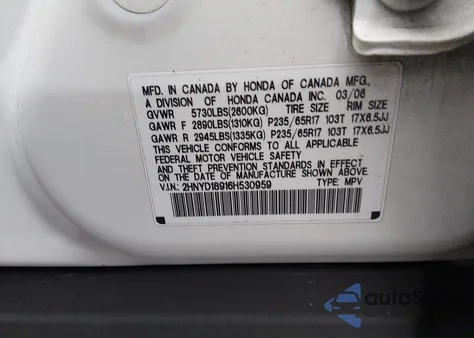 MFD. IN CANADA BY HONDA OF CANADA MFG.,
A DIVISION OF HONDA CANADA INC. 03/06
GVWR 5730LBS(2600KG) TIRE SIZE RIM SIZE
GAWR F 2890LBS(1310KG) P235/65R17 103T 17X6.5JJ
GAWR R 2945LBS(1335KG) P235/65R17 103T 17X6.5JJ
THIS VEHICLE CONFORMS TO ALL APPLICABLE
FEDERAL MOTOR VEHICLE SAFETY
AND THEFT PREVENTION STANDARDS IN EFFECT
ON THE DATE OF MANUFACTURE SHOWN ABOVE.
V.I.N.: 2HNYD18916H530959 TYPE: MPV